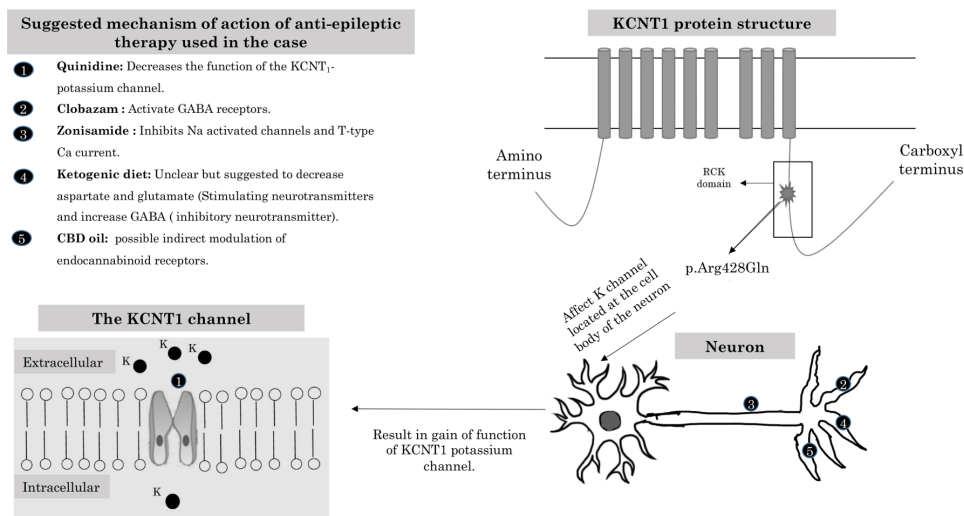 Suggested mechanism of action of anti-epileptic
therapy used in the case
1 Quinidine: Decreases the function of the KCNT₁-
potassium channel.
2 Clobazam : Activate GABA receptors.
3 Zonisamide : Inhibits Na activated channels and T-type
Ca current.
4 Ketogenic diet: Unclear but suggested to decrease
aspartate and glutamate (Stimulating neurotransmitters
and increase GABA ( inhibitory neurotransmitter).
5 CBD oil: possible indirect modulation of
endocannabinoid receptors.
KCNT1 protein structure
Amino
terminus
RCK
domain
Carboxyl
terminus
p.Arg428Gln
Affect K channel
located at the cell
body of the neuron
The KCNT1 channel
Extracellular
K
K
K
1
Intracellular
K
Result in gain of function
of KCNT1 potassium
channel.
Neuron
3
2
4
5